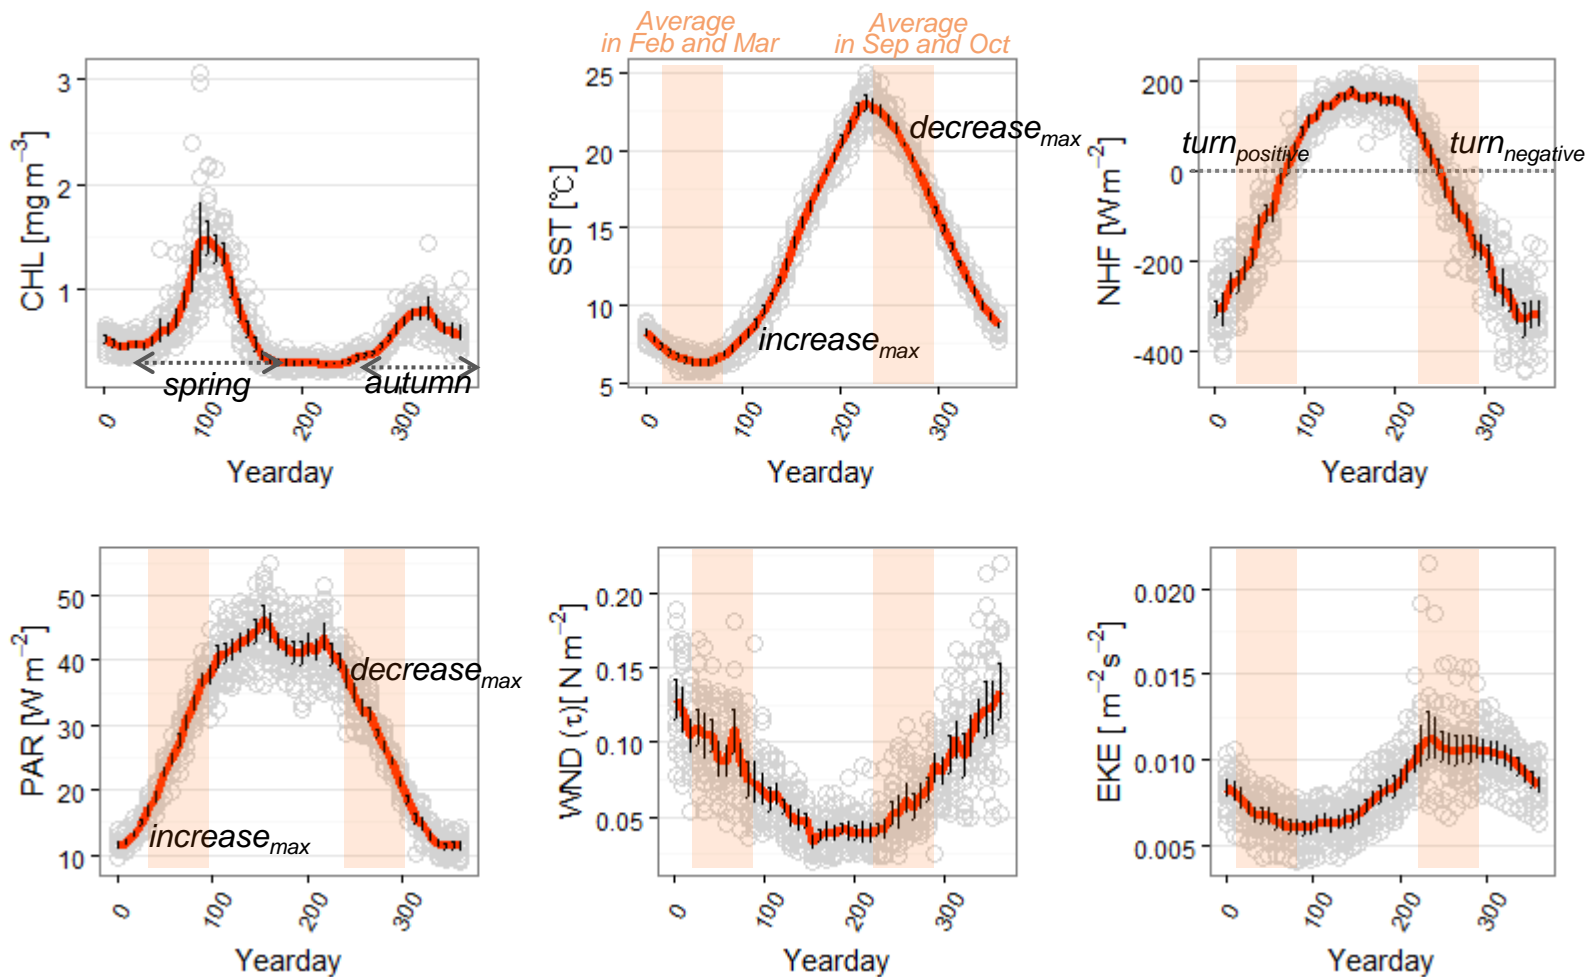 Average
in Feb and Mar
Average
in Sep and Oct
3
2
1
CHL [mg m⁻³]
spring
autumn
0
100
200
300
Yearday
25
20
15
10
5
SST [°C]
decreaseₘₐₓ
increaseₘₐₓ
0
100
200
300
Yearday
200
0
-200
-400
NHF [W m⁻²]
turn_positive
turn_negative
0
100
200
300
Yearday
50
40
30
20
10
PAR [W m⁻²]
decreaseₘₐₓ
increaseₘₐₓ
0
100
200
300
Yearday
0.20
0.15
0.10
0.05
WND (τ)[ N m⁻²]
0
100
200
300
Yearday
0.020
0.015
0.010
0.005
EKE [ m⁻²s⁻²]
0
100
200
300
Yearday